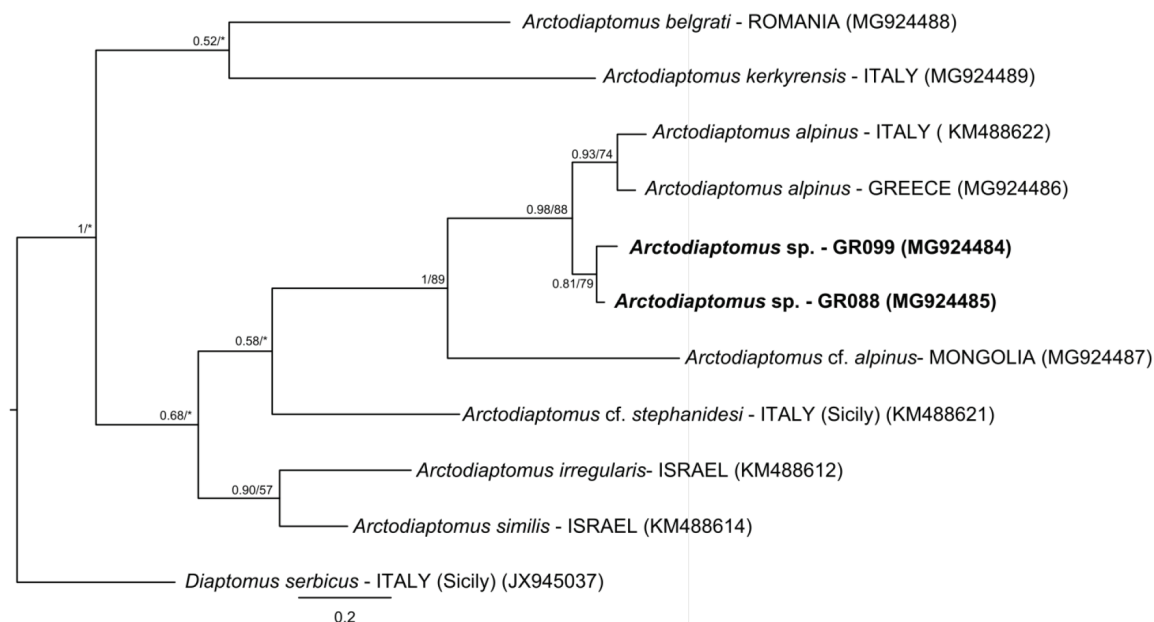 Arctodiaptomus belgrati - ROMANIA (MG924488)
0.52/*
Arctodiaptomus kerkyrensis - ITALY (MG924489)
Arctodiaptomus alpinus - ITALY ( KM488622)
0.93/74
Arctodiaptomus alpinus - GREECE (MG924486)
0.98/88
1/*
Arctodiaptomus sp. - GR099 (MG924484)
1/89
0.81/79
Arctodiaptomus sp. - GR088 (MG924485)
0.58/*
Arctodiaptomus cf. alpinus- MONGOLIA (MG924487)
0.68/*
Arctodiaptomus cf. stephanidesi - ITALY (Sicily) (KM488621)
Arctodiaptomus irregularis- ISRAEL (KM488612)
0.90/57
Arctodiaptomus similis - ISRAEL (KM488614)
Diaptomus serbicus - ITALY (Sicily) (JX945037)
0.2